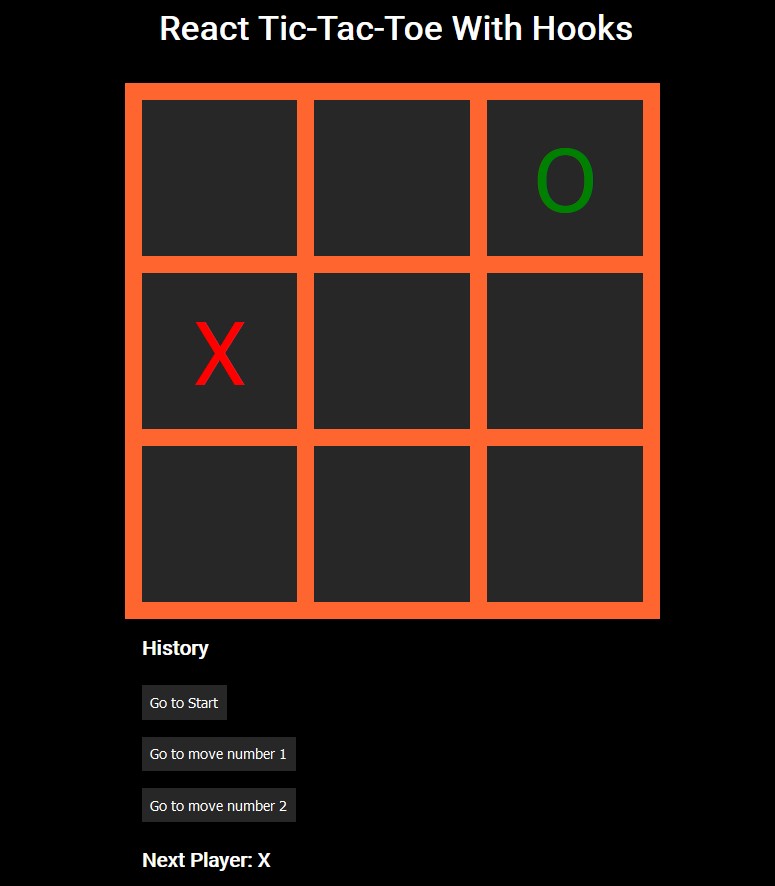 React Tic-Tac-Toe With Hooks
O
X
History
Go to Start
Go to move number 1
Go to move number 2
Next Player: X